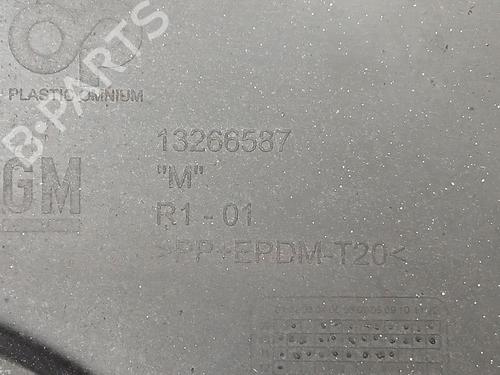 B-PARTS
PLASTIC OMNIUM
13266587
GM
"M"
R1 - 01
>PP+EPDM-T20<